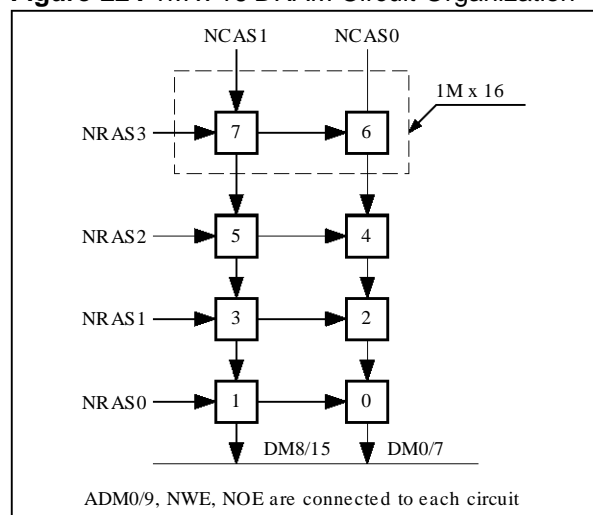 Figure 1M x 16 DRAM Circuit Organization
NCAS1 NCAS0
1M x 16
NRAS3 7 6
NRAS2 5 4
NRAS1 3 2
NRAS0 1 0
DM8/15 DM0/7
ADM0/9, NWE, NOE are connected to each circuit